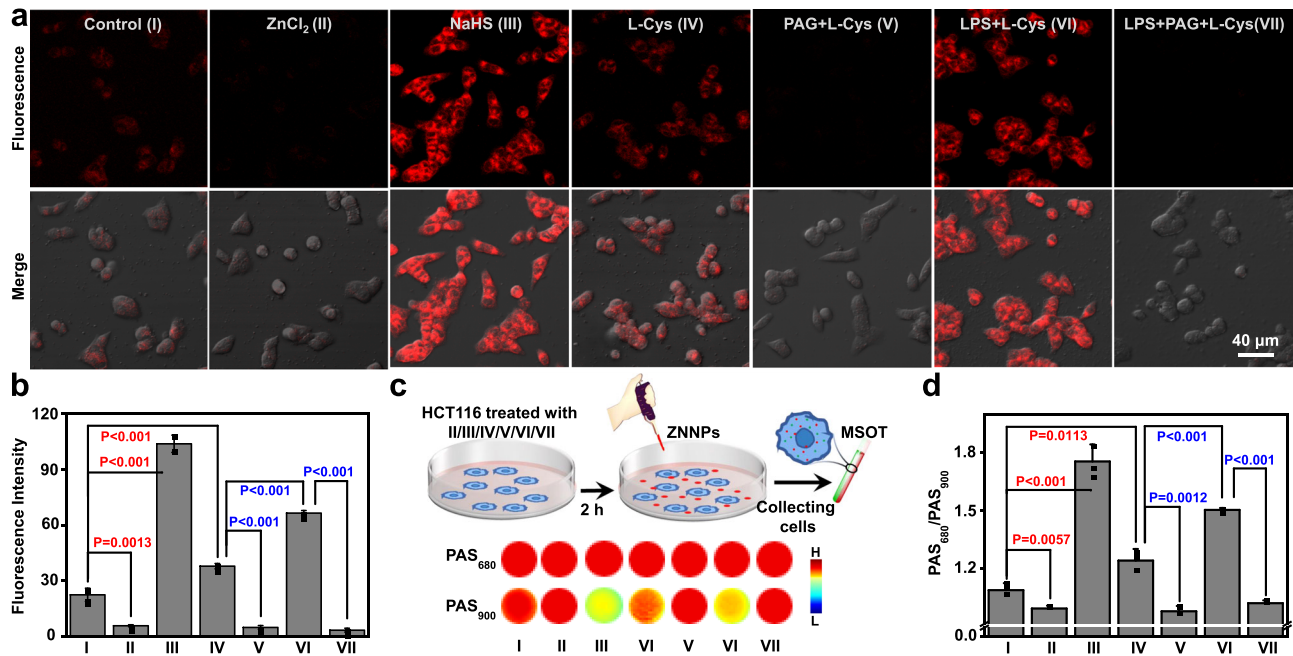 a
Control (I)
ZnCl2 (II)
NaHS (III)
L-Cys (IV)
PAG+L-Cys (V)
LPS+L-Cys (VI)
LPS+PAG+L-Cys(VII)
Fluorescence
Merge
40 μm
b
Fluorescence Intensity
120
90
60
30
0
P<0.001
P<0.001
P=0.0013
P<0.001
P<0.001
P<0.001
I II III IV V VI VII
c
HCT116 treated with
II/III/IV/V/VI/VII
2 h
ZNNPs
Collecting
cells
MSOT
PAS680
PAS900
H
L
I II III VI V VI VII
d
PAS680/PAS900
1.8
1.5
1.2
0.0
P=0.0113
P<0.001
P=0.0057
P<0.001
P=0.0012
P<0.001
I II III IV V VI VII